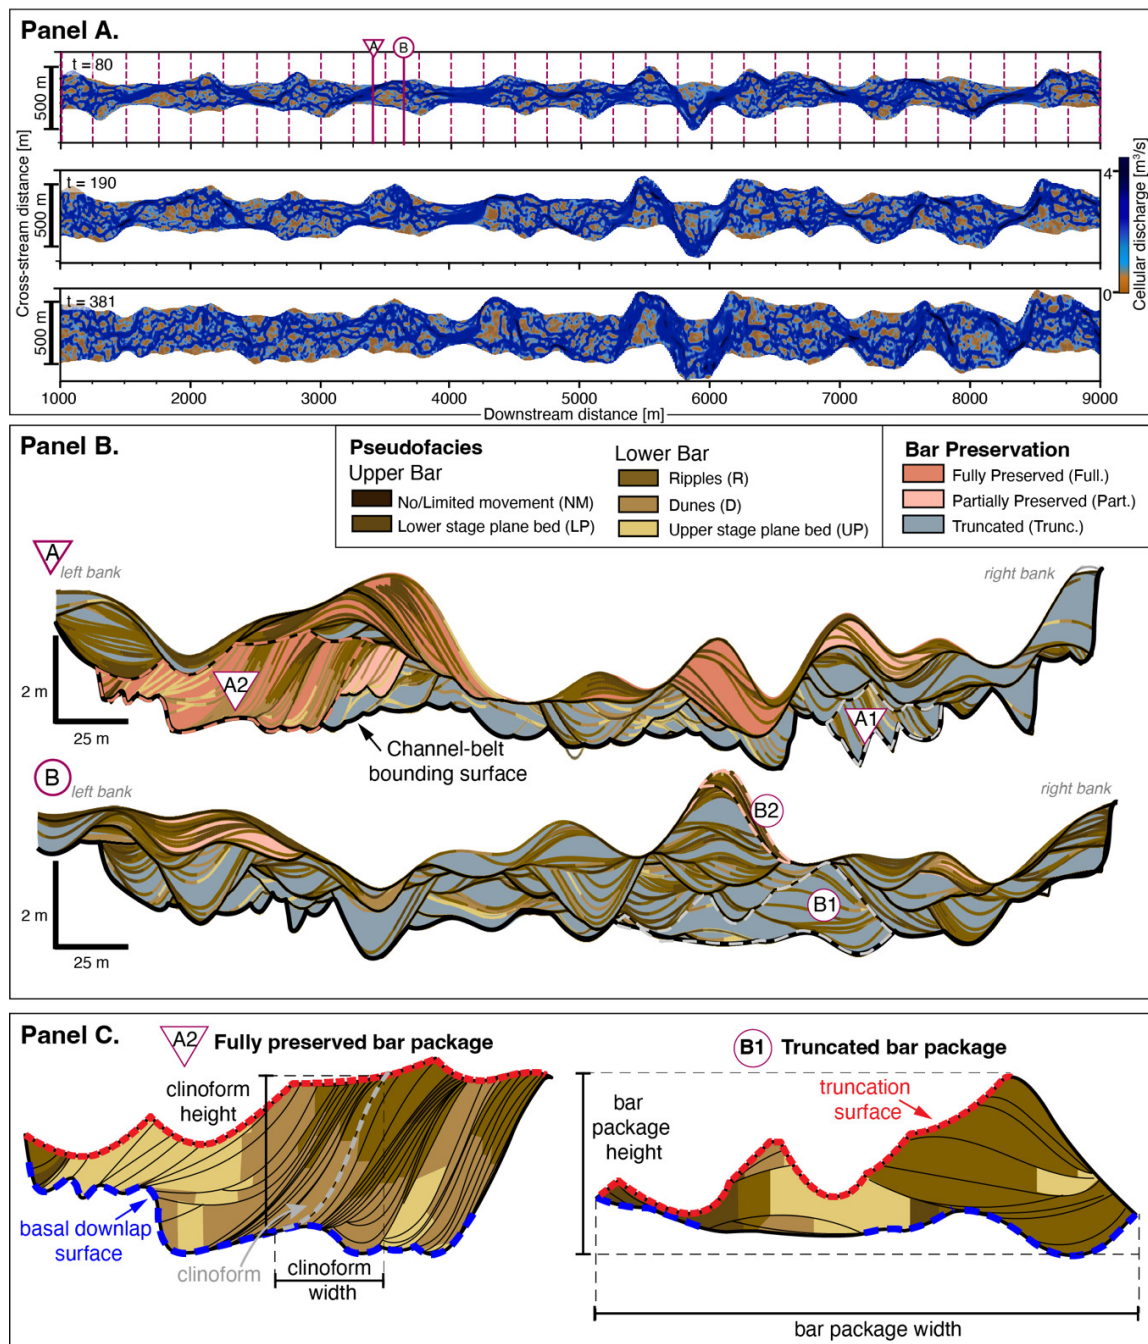 Panel A.
A
B
t = 80
500 m
t = 190
500 m
t = 381
500 m
Cross-stream distance [m]
4
0
Cellular discharge [m³/s]
1000
2000
3000
4000
5000
6000
7000
8000
9000
Downstream distance [m]
Panel B.
Pseudofacies
Upper Bar
No/Limited movement (NM)
Lower stage plane bed (LP)
Lower Bar
Ripples (R)
Dunes (D)
Upper stage plane bed (UP)
Bar Preservation
Fully Preserved (Full.)
Partially Preserved (Part.)
Truncated (Trunc.)
A
left bank
right bank
A2
A1
2 m
25 m
Channel-belt
bounding surface
B
left bank
right bank
B2
B1
2 m
25 m
Panel C.
A2
Fully preserved bar package
clinoform
height
basal downlap
surface
clinoform
clinoform
width
B1
Truncated bar package
truncation
surface
bar
package
height
bar package width